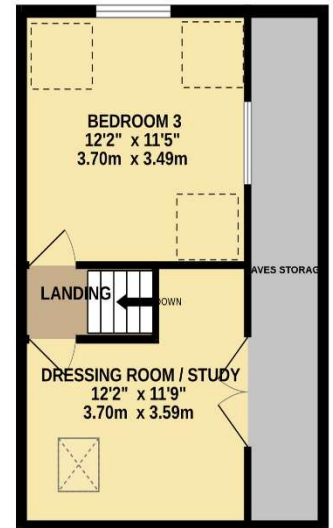 BEDROOM 3
12'2" x 11'5"
3.70m x 3.49m
AVES STORAG
LANDING
DOWN
DRESSING ROOM / STUDY
12'2" x 11'9"
3.70m x 3.59m